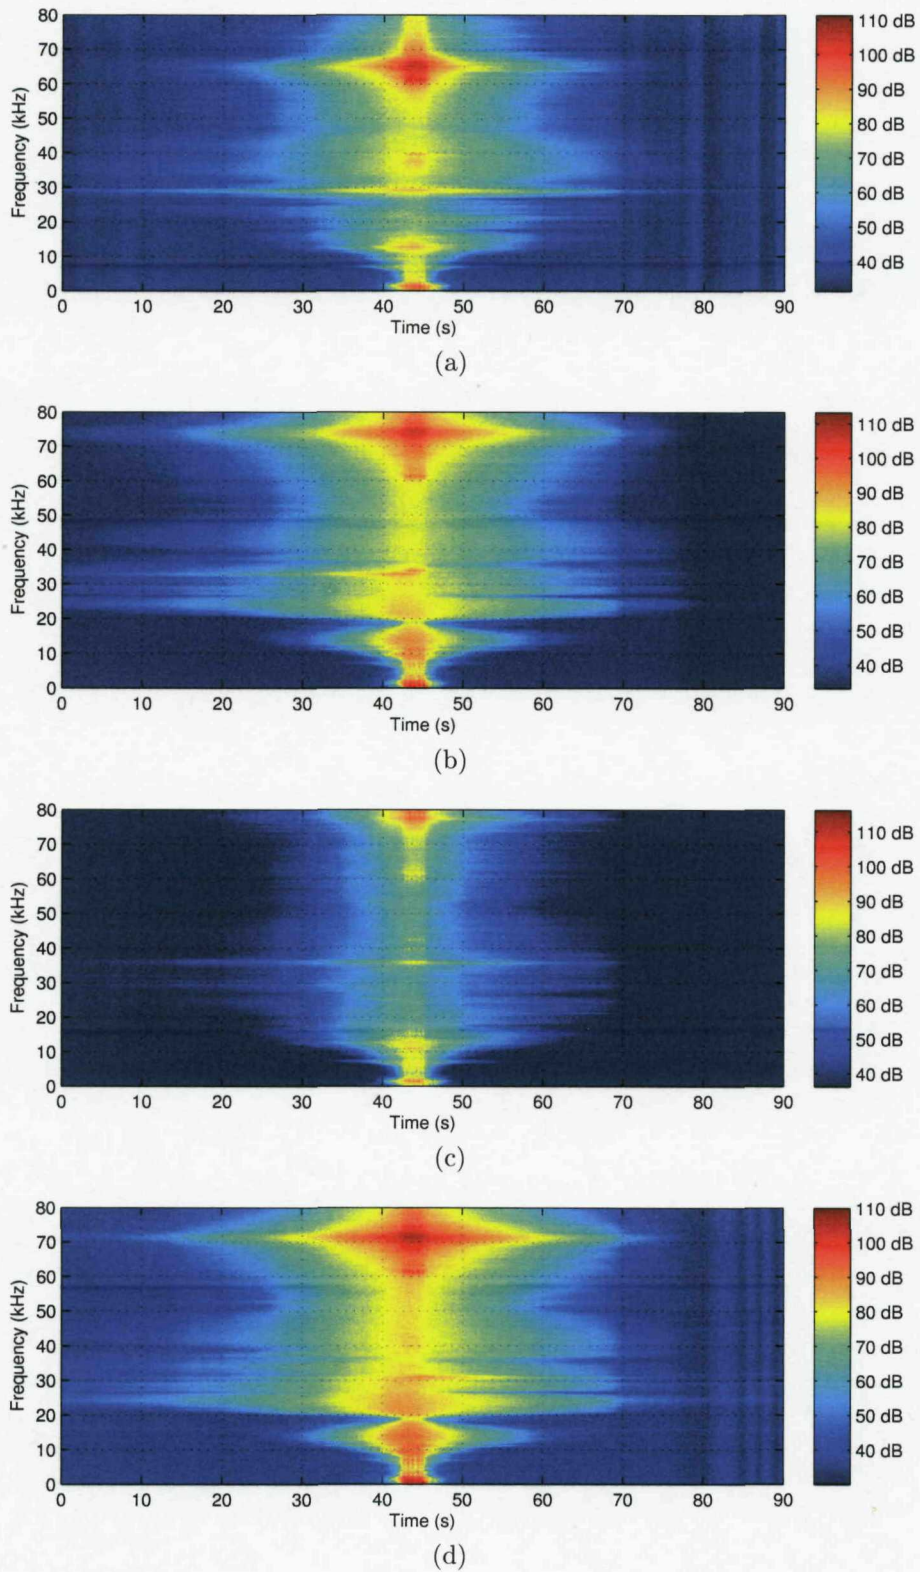 80
70
60
50
40
30
20
10
0
Frequency (kHz)
0 10 20 30 40 50 60 70 80 90
Time (s)
110 dB
100 dB
90 dB
80 dB
70 dB
60 dB
50 dB
40 dB
(a)
80
70
60
50
40
30
20
10
0
Frequency (kHz)
0 10 20 30 40 50 60 70 80 90
Time (s)
110 dB
100 dB
90 dB
80 dB
70 dB
60 dB
50 dB
40 dB
(b)
80
70
60
50
40
30
20
10
0
Frequency (kHz)
0 10 20 30 40 50 60 70 80 90
Time (s)
110 dB
100 dB
90 dB
80 dB
70 dB
60 dB
50 dB
40 dB
(c)
80
70
60
50
40
30
20
10
0
Frequency (kHz)
0 10 20 30 40 50 60 70 80 90
Time (s)
110 dB
100 dB
90 dB
80 dB
70 dB
60 dB
50 dB
40 dB
(d)